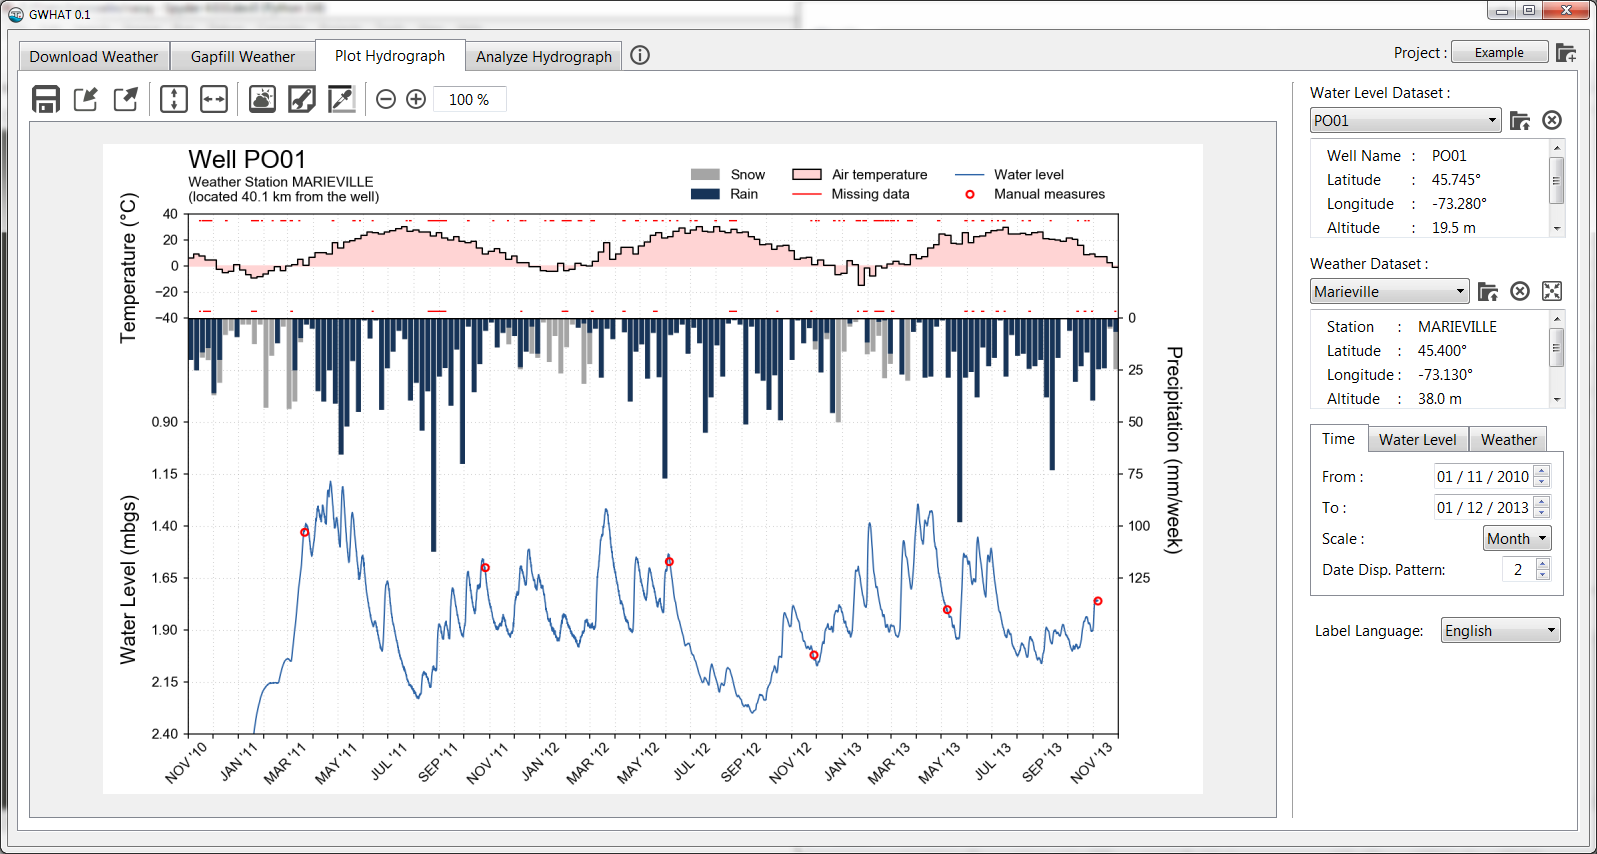 GWHAT 0.1
Download Weather
Gapfill Weather
Plot Hydrograph
Analyze Hydrograph
Project :
Example
100 %
Well PO01
Weather Station MARIEVILLE
(located 40.1 km from the well)
Snow
Rain
Air temperature
Missing data
Water level
Manual measures
Temperature (°C)
40
20
0
−20
−40
Water Level (mbgs)
0.90
1.15
1.40
1.65
1.90
2.15
2.40
0
25
50
75
100
125
Precipitation (mm/week)
NOV '10
JAN '11
MAR '11
MAY '11
JUL '11
SEP '11
NOV '11
JAN '12
MAR '12
MAY '12
JUL '12
SEP '12
NOV '12
JAN '13
MAR '13
MAY '13
JUL '13
SEP '13
NOV '13
Water Level Dataset :
PO01
Well Name : PO01
Latitude : 45.745°
Longitude : -73.280°
Altitude : 19.5 m
Weather Dataset :
Marieville
Station : MARIEVILLE
Latitude : 45.400°
Longitude : -73.130°
Altitude : 38.0 m
Time
Water Level
Weather
From : 01 / 11 / 2010
To : 01 / 12 / 2013
Scale : Month
Date Disp. Pattern: 2
Label Language: English